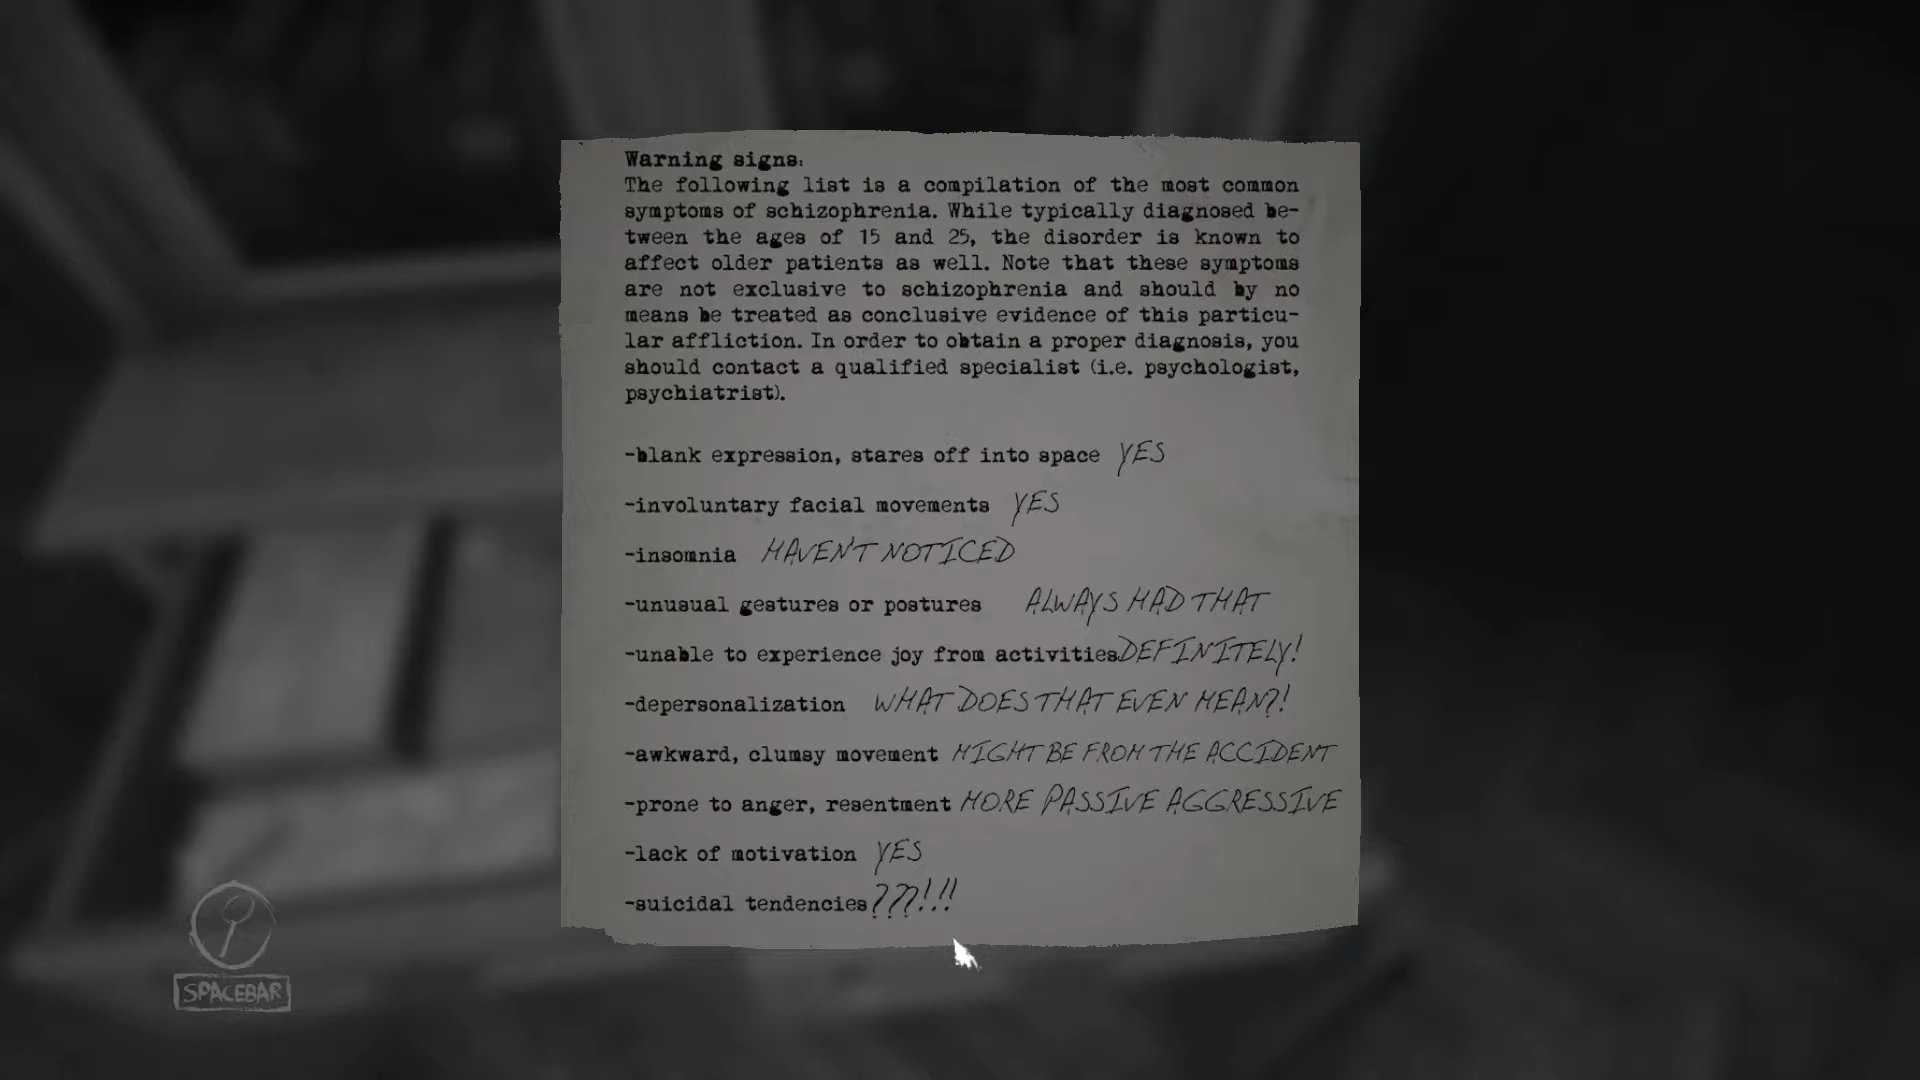 Warning signs:
The following list is a compilation of the most common
symptoms of schizophrenia. While typically diagnosed be-
tween the ages of 15 and 25, the disorder is known to
affect older patients as well. Note that these symptoms
are not exclusive to schizophrenia and should by no
means be treated as conclusive evidence of this particu-
lar affliction. In order to obtain a proper diagnosis, you
should contact a qualified specialist (i.e. psychologist,
psychiatrist).
-blank expression, stares off into space YES
-involuntary facial movements YES
-insomnia HAVEN'T NOTICED
-unusual gestures or postures ALWAYS HAD THAT
-unable to experience joy from activities DEFINITELY!
-depersonalization WHAT DOES THAT EVEN MEAN?!
-awkward, clumsy movement MIGHT BE FROM THE ACCIDENT
-prone to anger, resentment MORE PASSIVE AGGRESSIVE
-lack of motivation YES
-suicidal tendencies ???!!!
SPACEBAR